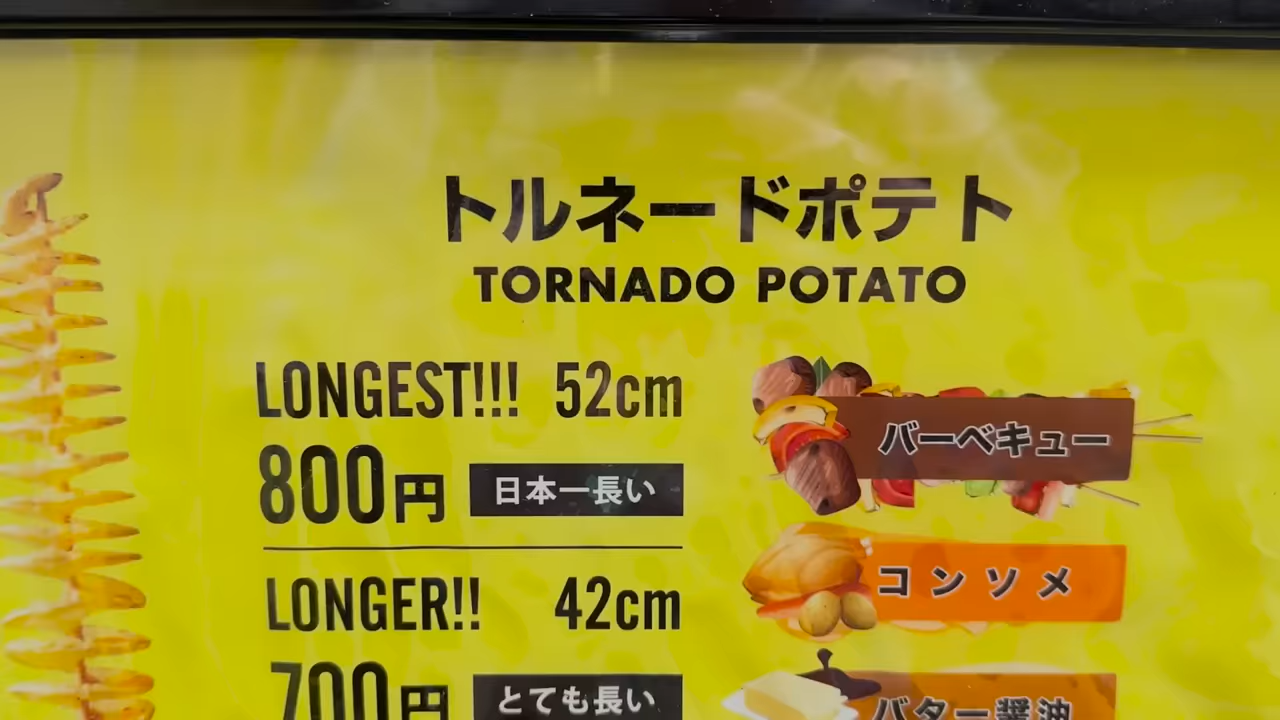 トルネードポテト
TORNADO POTATO
LONGEST!!! 52cm
800円 日本一長い
LONGER!! 42cm
700円 とても長い
バーベキュー
コンソメ
バター醤油